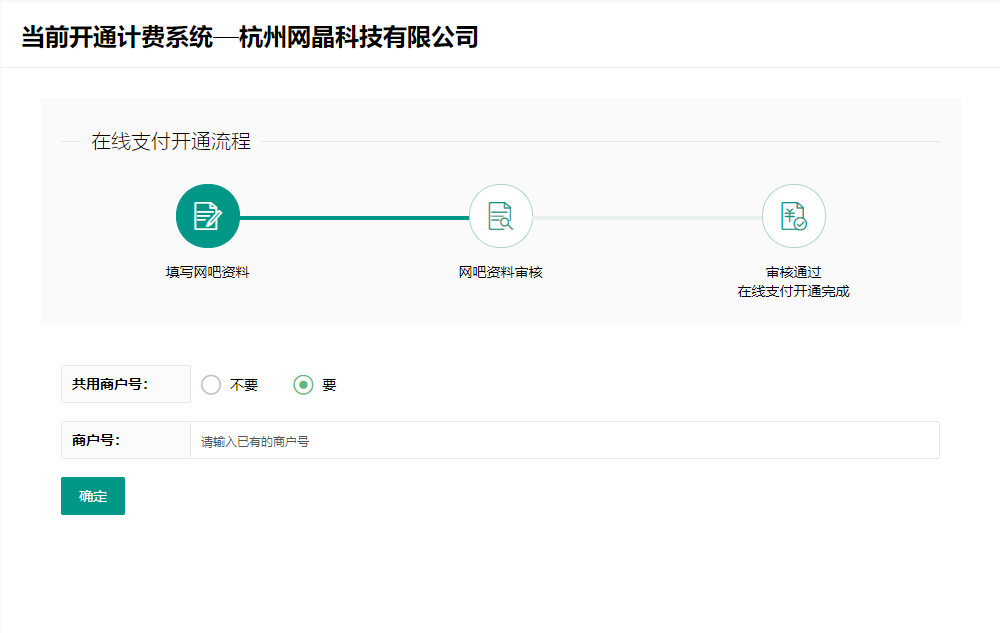 当前开通计费系统—杭州网晶科技有限公司
在线支付开通流程
填写网吧资料
网吧资料审核
审核通过
在线支付开通完成
共用商户号： 不要 要
商户号： 请输入已有的商户号
确定